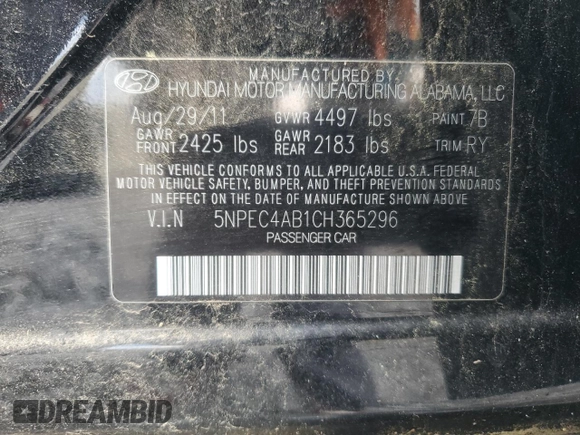 MANUFACTURED BY
HYUNDAI MOTOR MANUFACTURING ALABAMA, LLC
Aug/29/11 GVWR 4497 lbs PAINT 7B
GAWR FRONT 2425 lbs GAWR REAR 2183 lbs TRIM RY
THIS VEHICLE CONFORMS TO ALL APPLICABLE U.S.A. FEDERAL
MOTOR VEHICLE SAFETY, BUMPER, AND THEFT PREVENTION STANDARDS
IN EFFECT ON THE DATE OF MANUFACTURE SHOWN ABOVE
V.I.N 5NPEC4AB1CH365296
PASSENGER CAR
DREAMBID